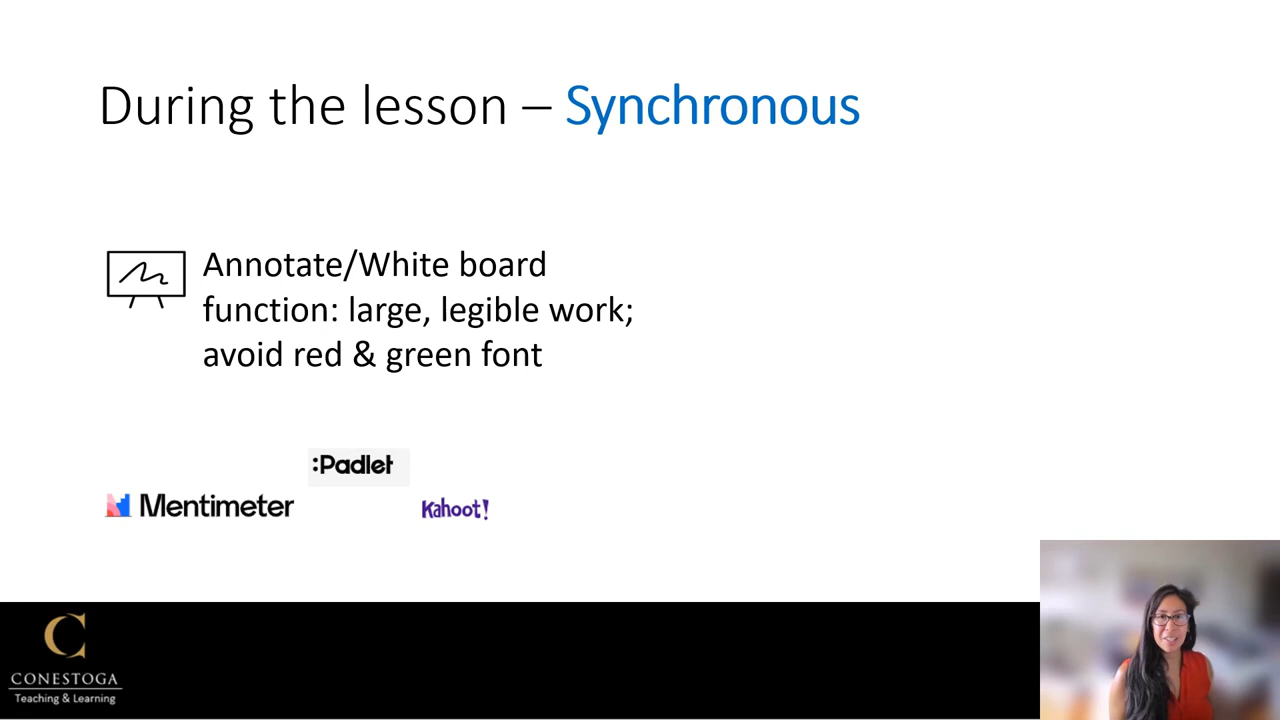 During the lesson – Synchronous
Annotate/White board
function: large, legible work;
avoid red & green font
:Padlet
Mentimeter
Kahoot!
C
CONESTOGA
Teaching & Learning